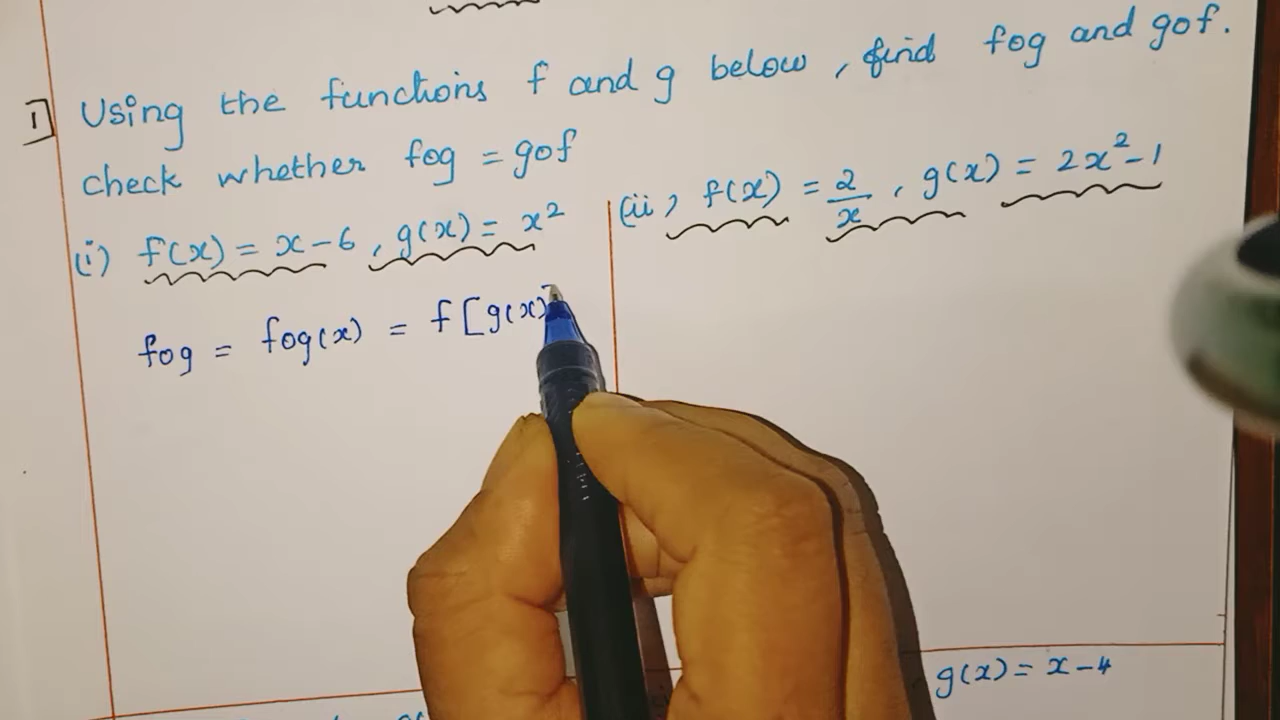 1] Using the functions f and g below, find fog and gof.
check whether fog = gof
(i) f(x) = x-6, g(x) = x²
(ii) f(x) = 2/x, g(x) = 2x²-1
fog = fog(x) = f[g(x)]
g(x) = x-4